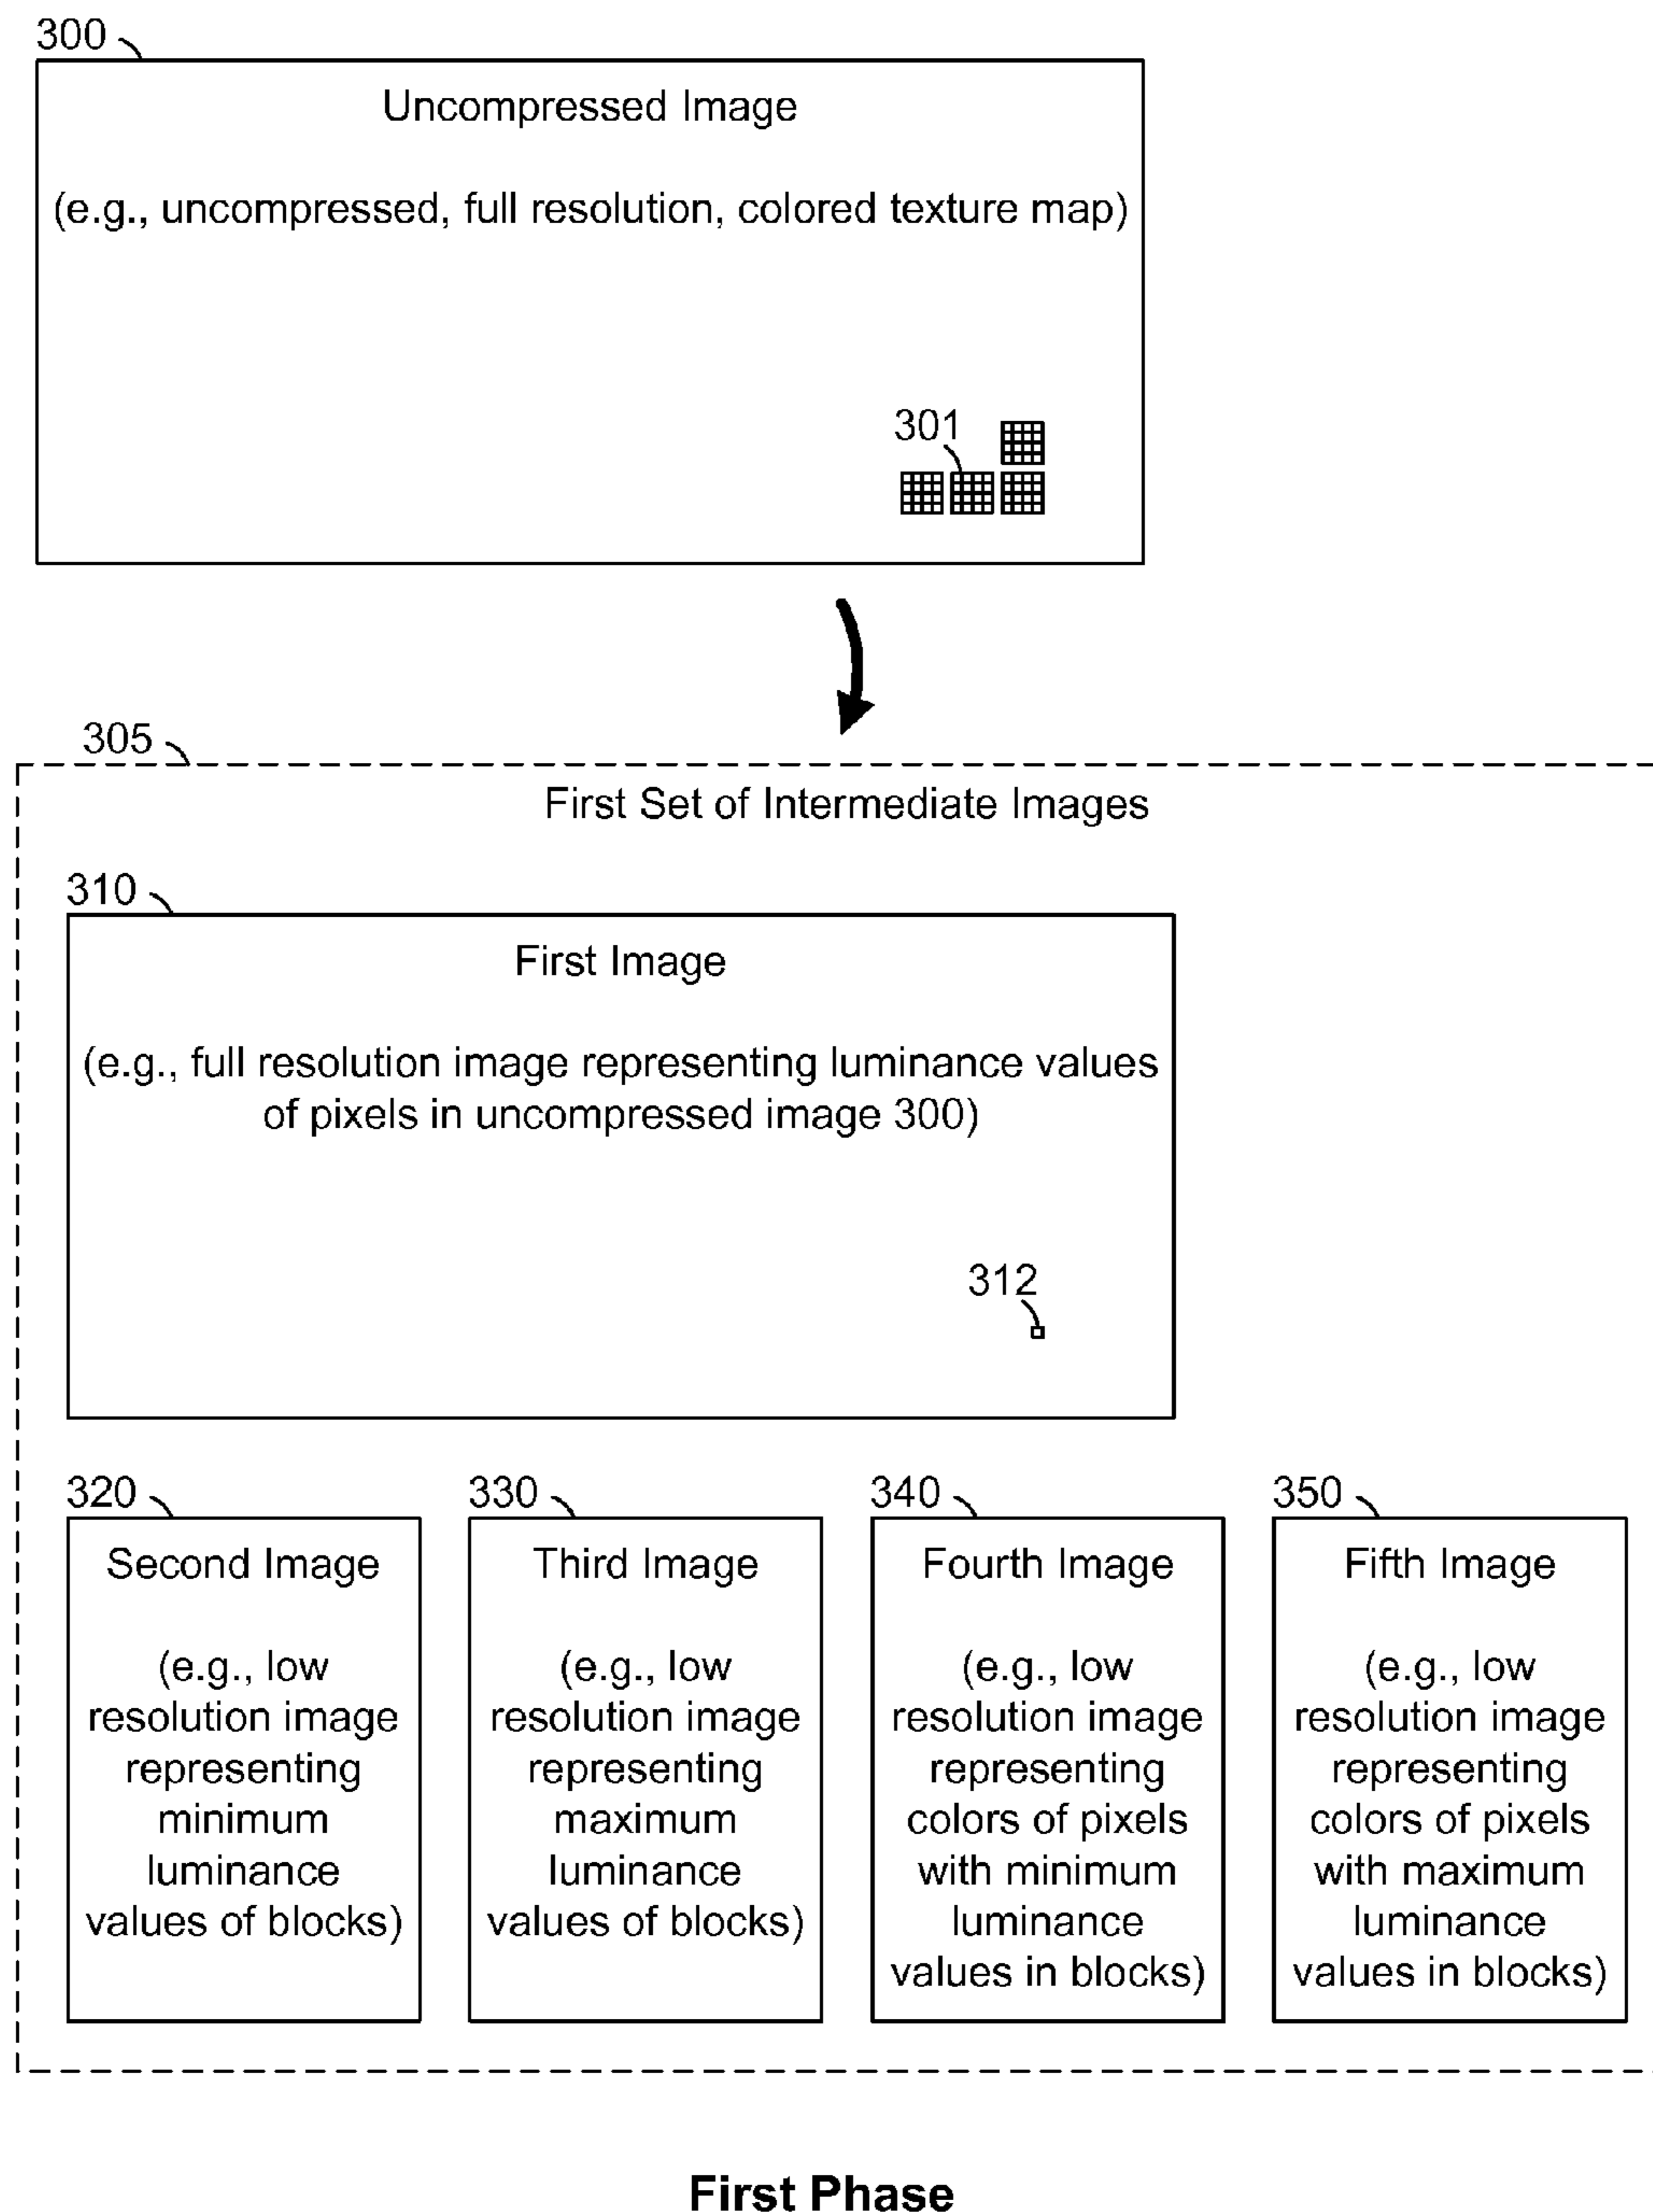 300
Uncompressed Image
(e.g., uncompressed, full resolution, colored texture map)
301
305
First Set of Intermediate Images
310
First Image
(e.g., full resolution image representing luminance values
of pixels in uncompressed image 300)
312
320
Second Image
(e.g., low
resolution image
representing
minimum
luminance
values of blocks)
330
Third Image
(e.g., low
resolution image
representing
maximum
luminance
values of blocks)
340
Fourth Image
(e.g., low
resolution image
representing
colors of pixels
with minimum
luminance
values in blocks)
350
Fifth Image
(e.g., low
resolution image
representing
colors of pixels
with maximum
luminance
values in blocks)
First Phase